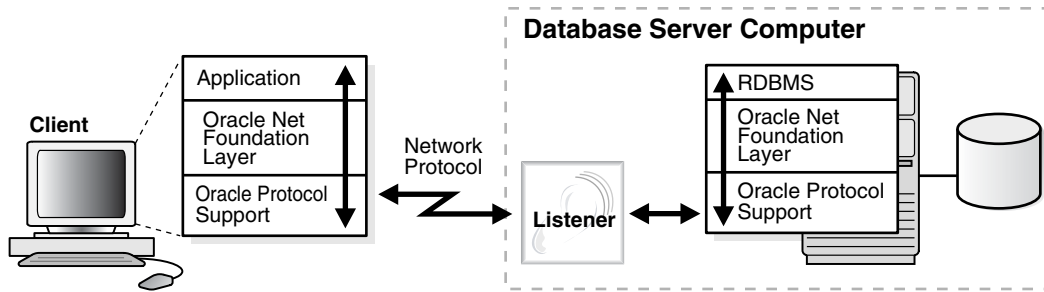 Database Server Computer
Client
Application
Oracle Net
Foundation
Layer
Oracle Protocol
Support
Network
Protocol
Listener
RDBMS
Oracle Net
Foundation
Layer
Oracle Protocol
Support